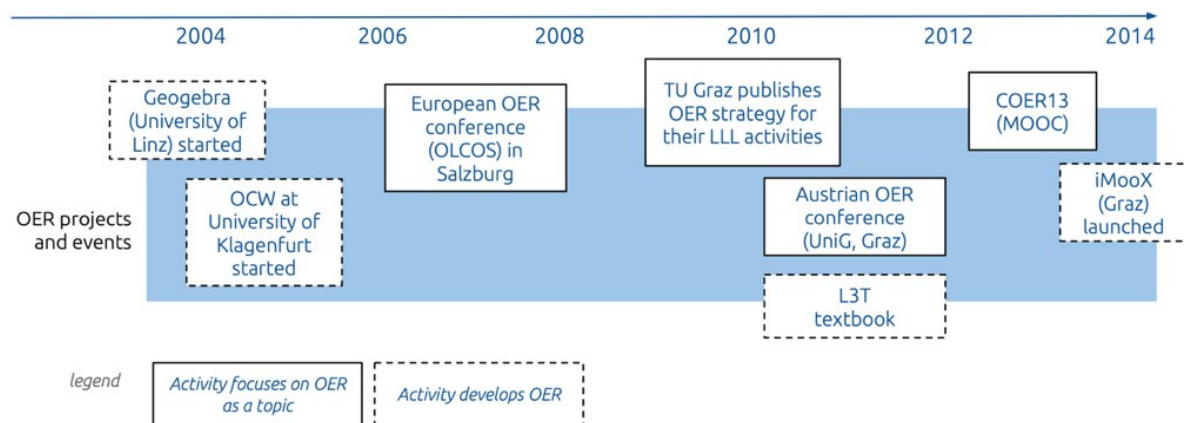 2004 2006 2008 2010 2012 2014
Geogebra
(University of
Linz) started
European OER
conference
(OLCOS) in
Salzburg
TU Graz publishes
OER strategy for
their LLL activities
COER13
(MOOC)
OER projects
and events
OCW at
University of
Klagenfurt
started
Austrian OER
conference
(UniG, Graz)
iMooX
(Graz)
launched
L3T
textbook
legend
Activity focuses on OER
as a topic
Activity develops OER